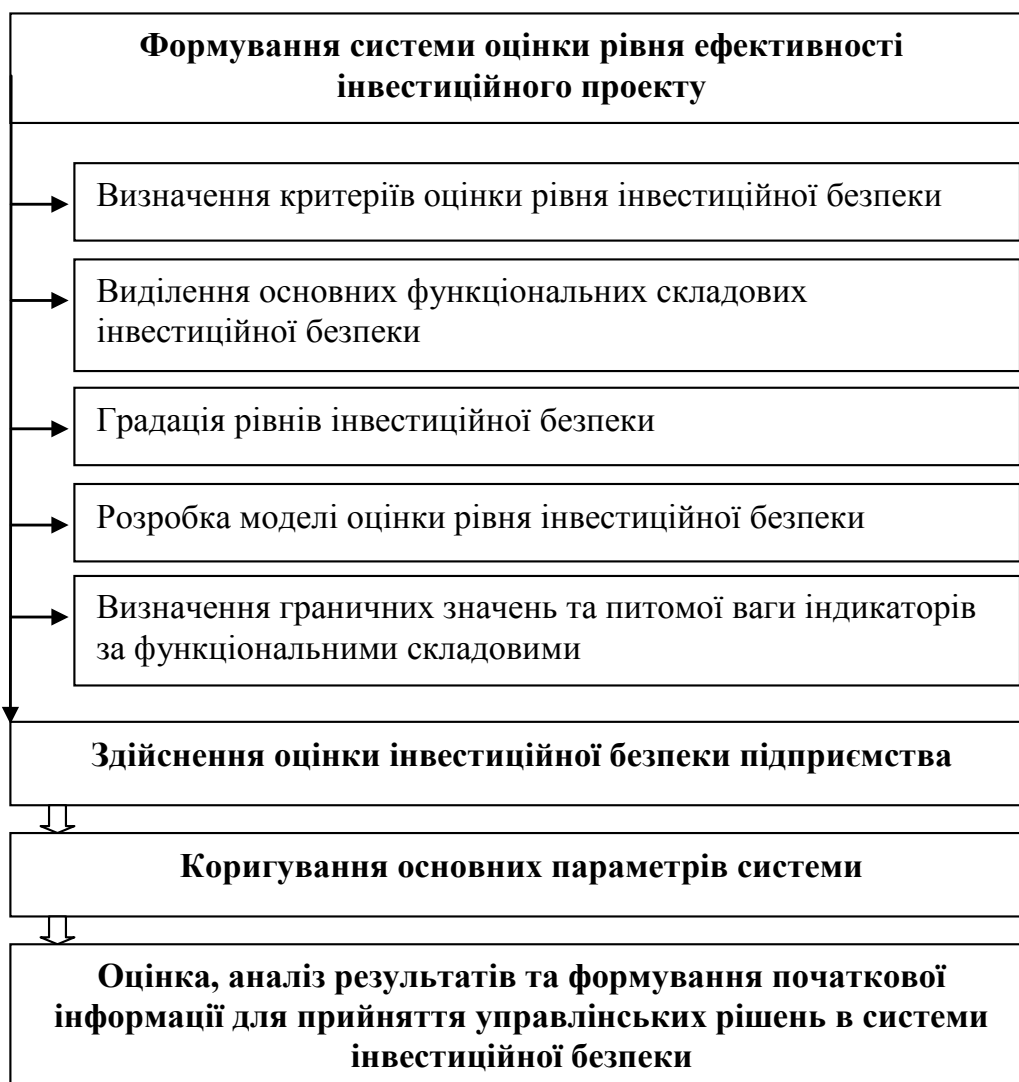 Формування системи оцінки рівня ефективності
інвестиційного проекту
Визначення критеріїв оцінки рівня інвестиційної безпеки
Виділення основних функціональних складових
інвестиційної безпеки
Градація рівнів інвестиційної безпеки
Розробка моделі оцінки рівня інвестиційної безпеки
Визначення граничних значень та питомої ваги індикаторів
за функціональними складовими
Здійснення оцінки інвестиційної безпеки підприємства
Коригування основних параметрів системи
Оцінка, аналіз результатів та формування початкової
інформації для прийняття управлінських рішень в системи
інвестиційної безпеки